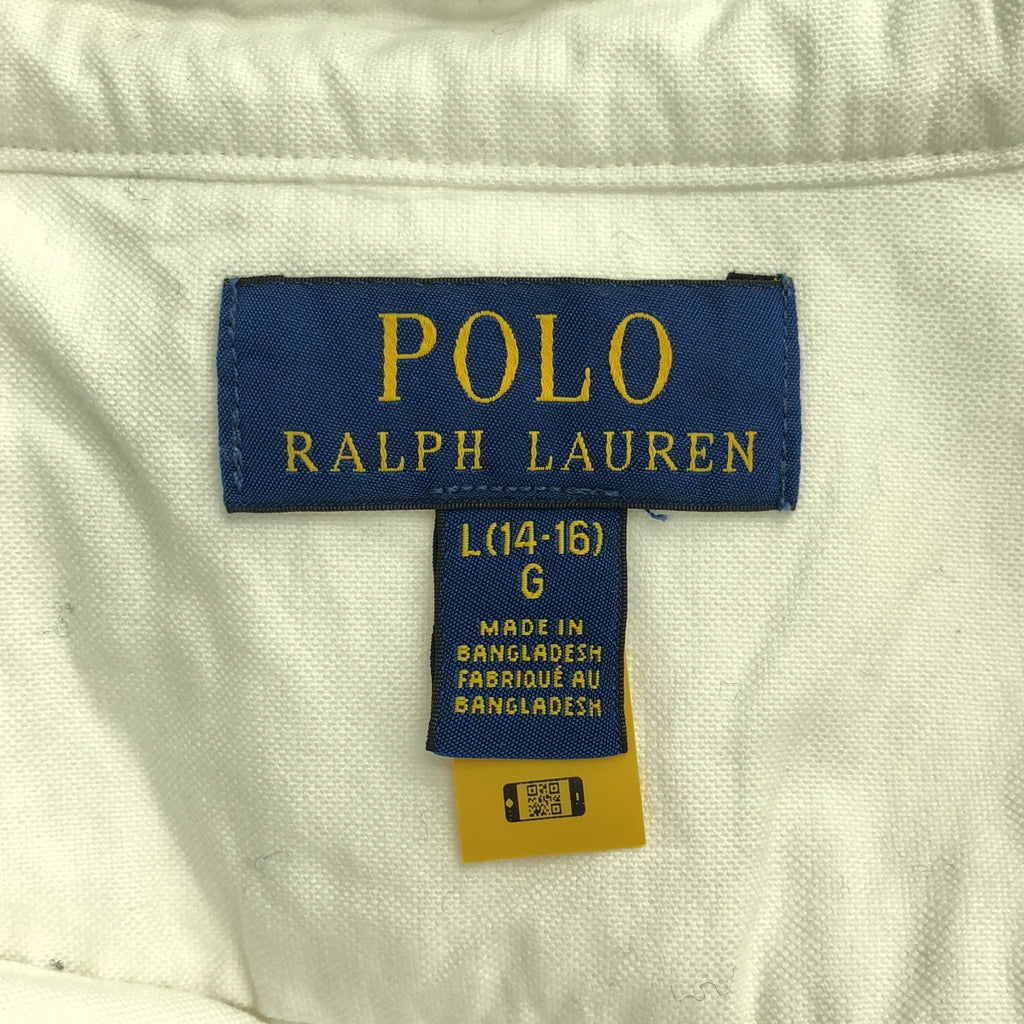 POLO
RALPH LAUREN
L(14-16)
G
MADE IN
BANGLADESH
FABRIQUÉ AU
BANGLADESH